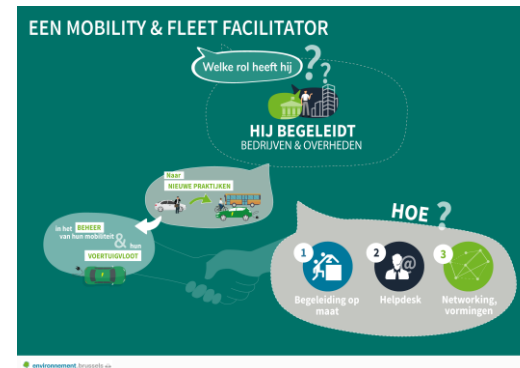 EEN MOBILITY & FLEET FACILITATOR
Welke rol heeft hij
???
HIJ BEGELEIDT
BEDRIJVEN & OVERHEDEN
Naar
NIEUWE PRAKTIJKEN
in het BEHEER
van hun mobiliteit & hun
VOERTUIGVLOOT
HOE ?
1
2
@
3
Begeleiding op
maat
Helpdesk
Networking,
vormingen
environnement.brussels